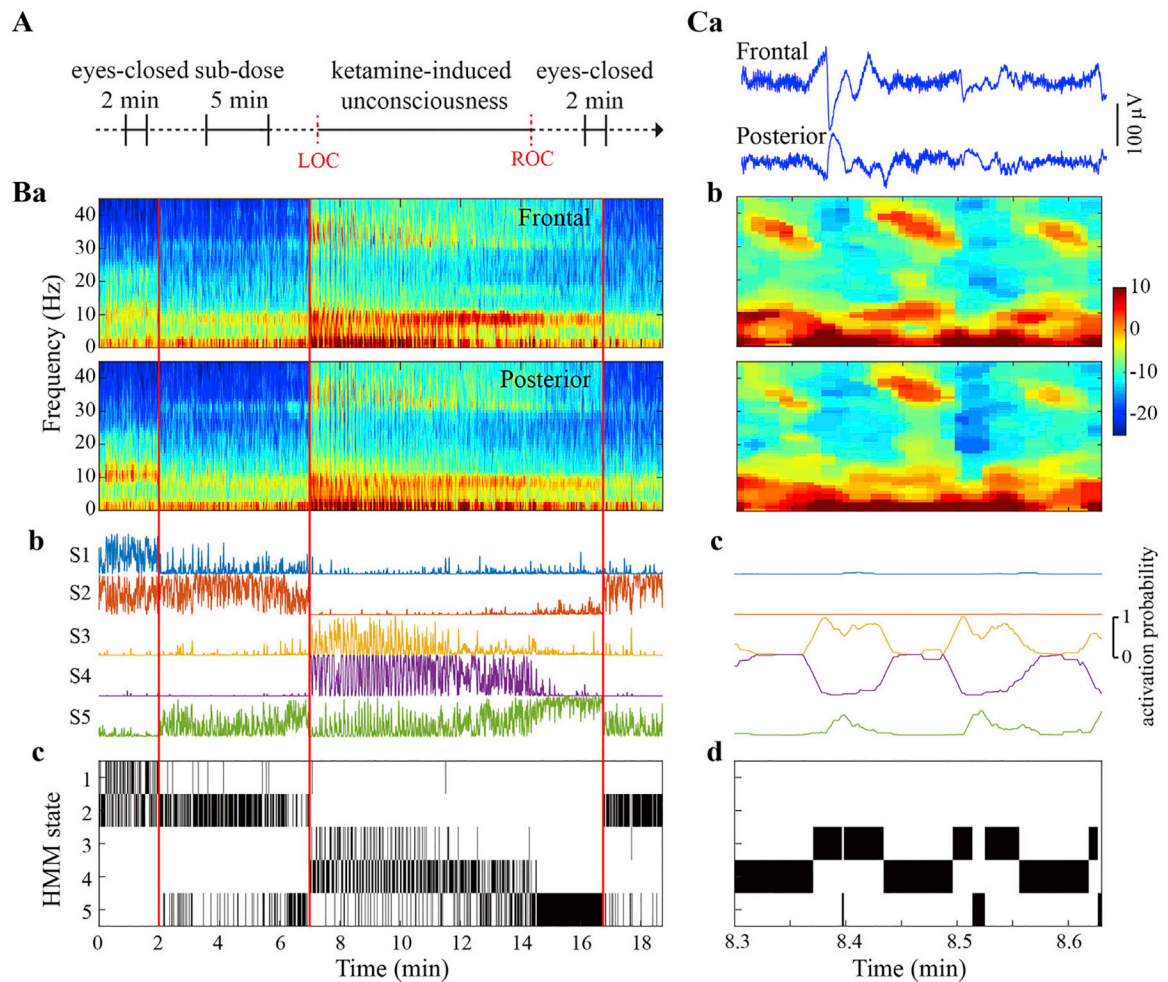 A
eyes-closed sub-dose ketamine-induced eyes-closed
2 min 5 min unconsciousness 2 min
LOC ROC
Ba
Frequency (Hz)
Frontal
40
30
20
10
0
Posterior
40
30
20
10
0
b
S1
S2
S3
S4
S5
c
HMM state
1
2
3
4
5
0 2 4 6 8 10 12 14 16 18
Time (min)
Ca
Frontal
Posterior
100 μV
b
10
0
-10
-20
c
1
0
activation probability
d
8.3 8.4 8.5 8.6
Time (min)